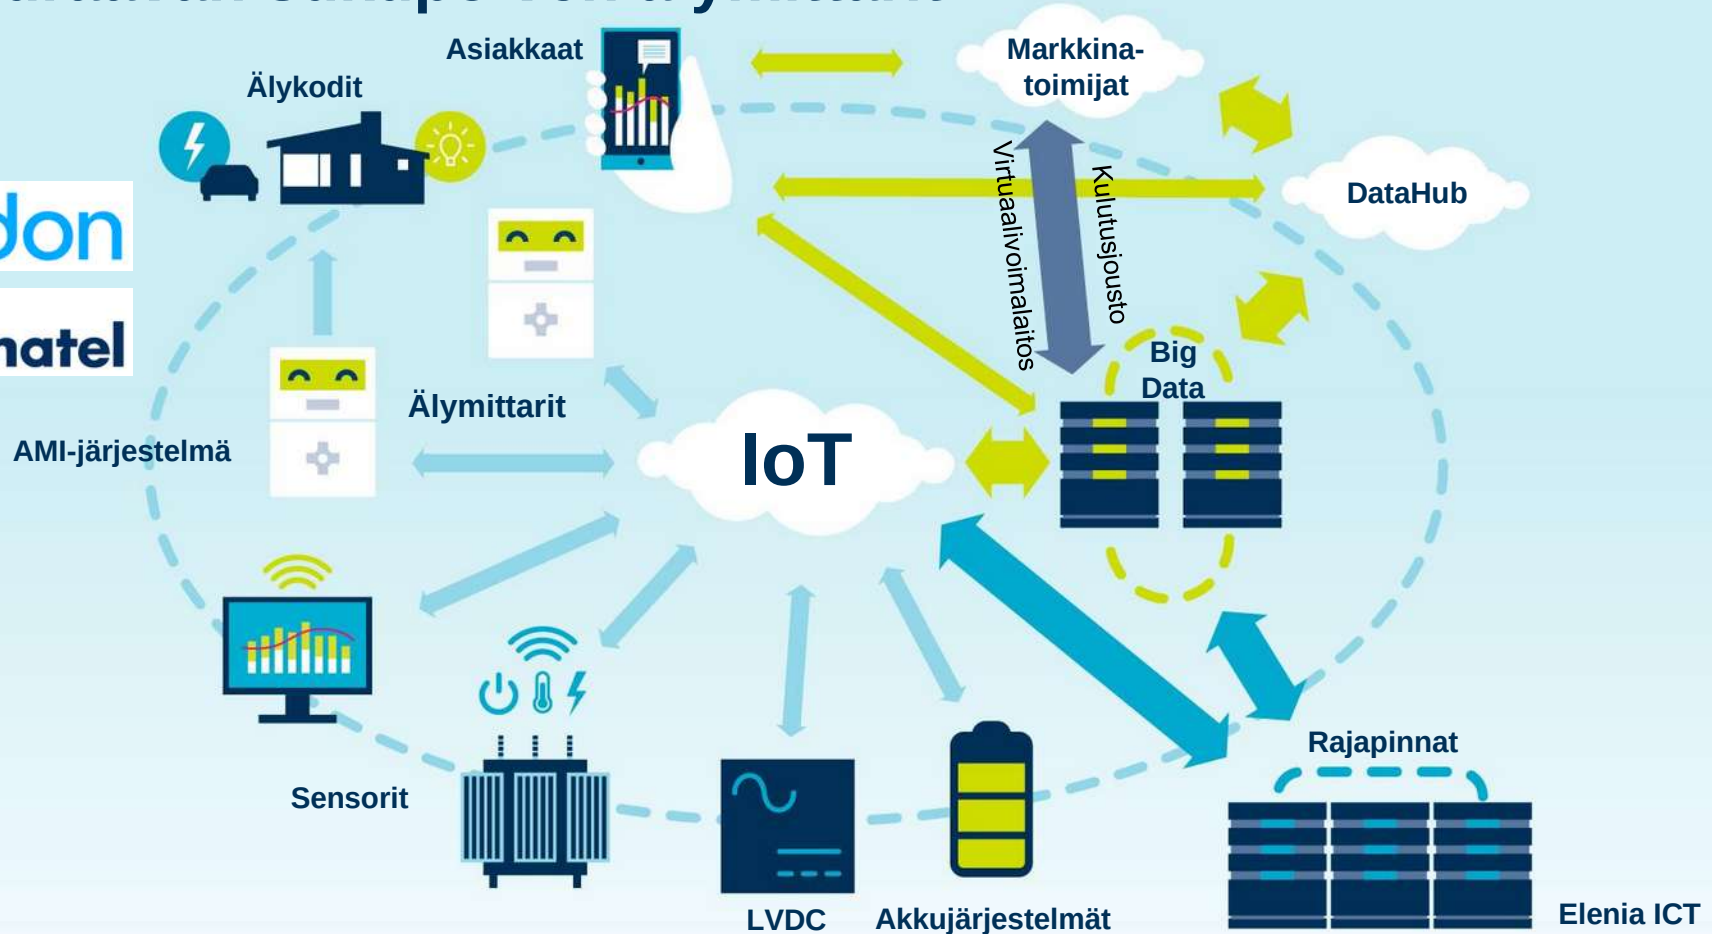 Asiakkaat
Markkina-
toimijat
Älykodit
DataHub
Virtuaalivoimalaitos
Kulutusjousto
Big
Data
Älymittarit
IoT
AMI-järjestelmä
Rajapinnat
Sensorit
LVDC
Akkujärjestelmät
Elenia ICT